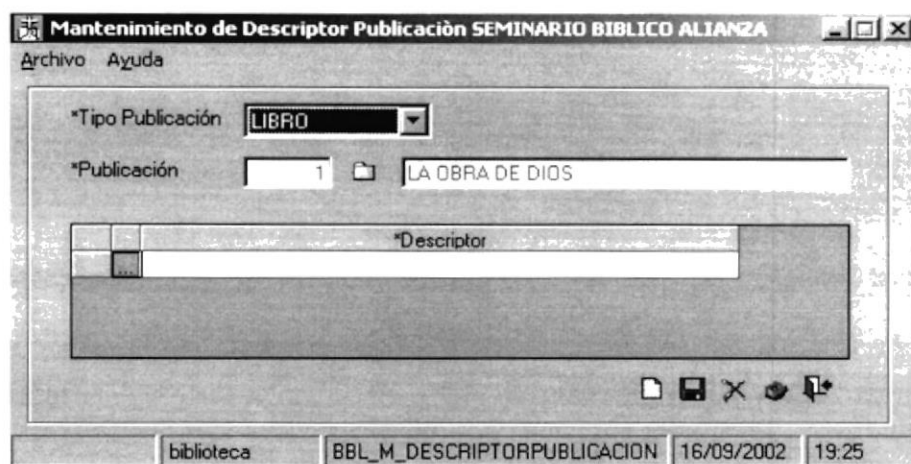 Mantenimiento de Descriptor Publicaciòn SEMINARIO BIBLICO ALIANZA
Archivo Ayuda
*Tipo Publicación LIBRO
*Publicación 1 LA OBRA DE DIOS
*Descriptor
...
biblioteca BBL_M_DESCRIPTORPUBLICACION 16/09/2002 19:25